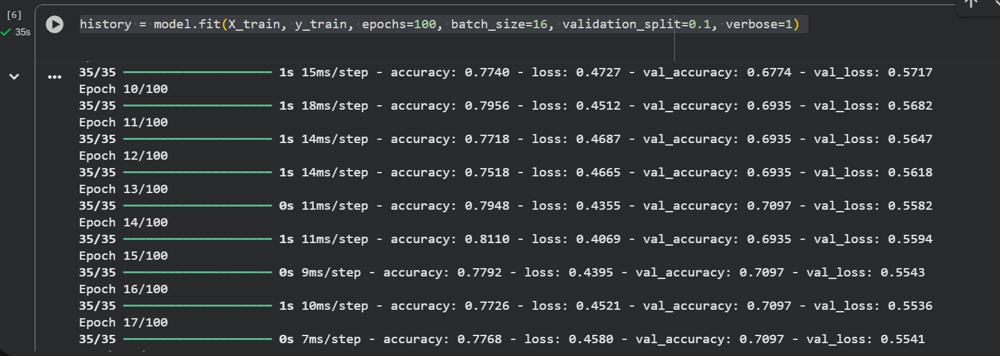 [6]
35s
history = model.fit(X_train, y_train, epochs=100, batch_size=16, validation_split=0.1, verbose=1)
35/35 1s 15ms/step - accuracy: 0.7740 - loss: 0.4727 - val_accuracy: 0.6774 - val_loss: 0.5717
Epoch 10/100
35/35 1s 18ms/step - accuracy: 0.7956 - loss: 0.4512 - val_accuracy: 0.6935 - val_loss: 0.5682
Epoch 11/100
35/35 1s 14ms/step - accuracy: 0.7718 - loss: 0.4687 - val_accuracy: 0.6935 - val_loss: 0.5647
Epoch 12/100
35/35 1s 14ms/step - accuracy: 0.7518 - loss: 0.4665 - val_accuracy: 0.6935 - val_loss: 0.5618
Epoch 13/100
35/35 0s 11ms/step - accuracy: 0.7948 - loss: 0.4355 - val_accuracy: 0.7097 - val_loss: 0.5582
Epoch 14/100
35/35 1s 11ms/step - accuracy: 0.8110 - loss: 0.4069 - val_accuracy: 0.6935 - val_loss: 0.5594
Epoch 15/100
35/35 0s 9ms/step - accuracy: 0.7792 - loss: 0.4395 - val_accuracy: 0.7097 - val_loss: 0.5543
Epoch 16/100
35/35 1s 10ms/step - accuracy: 0.7726 - loss: 0.4521 - val_accuracy: 0.7097 - val_loss: 0.5536
Epoch 17/100
35/35 0s 7ms/step - accuracy: 0.7768 - loss: 0.4580 - val_accuracy: 0.7097 - val_loss: 0.5541